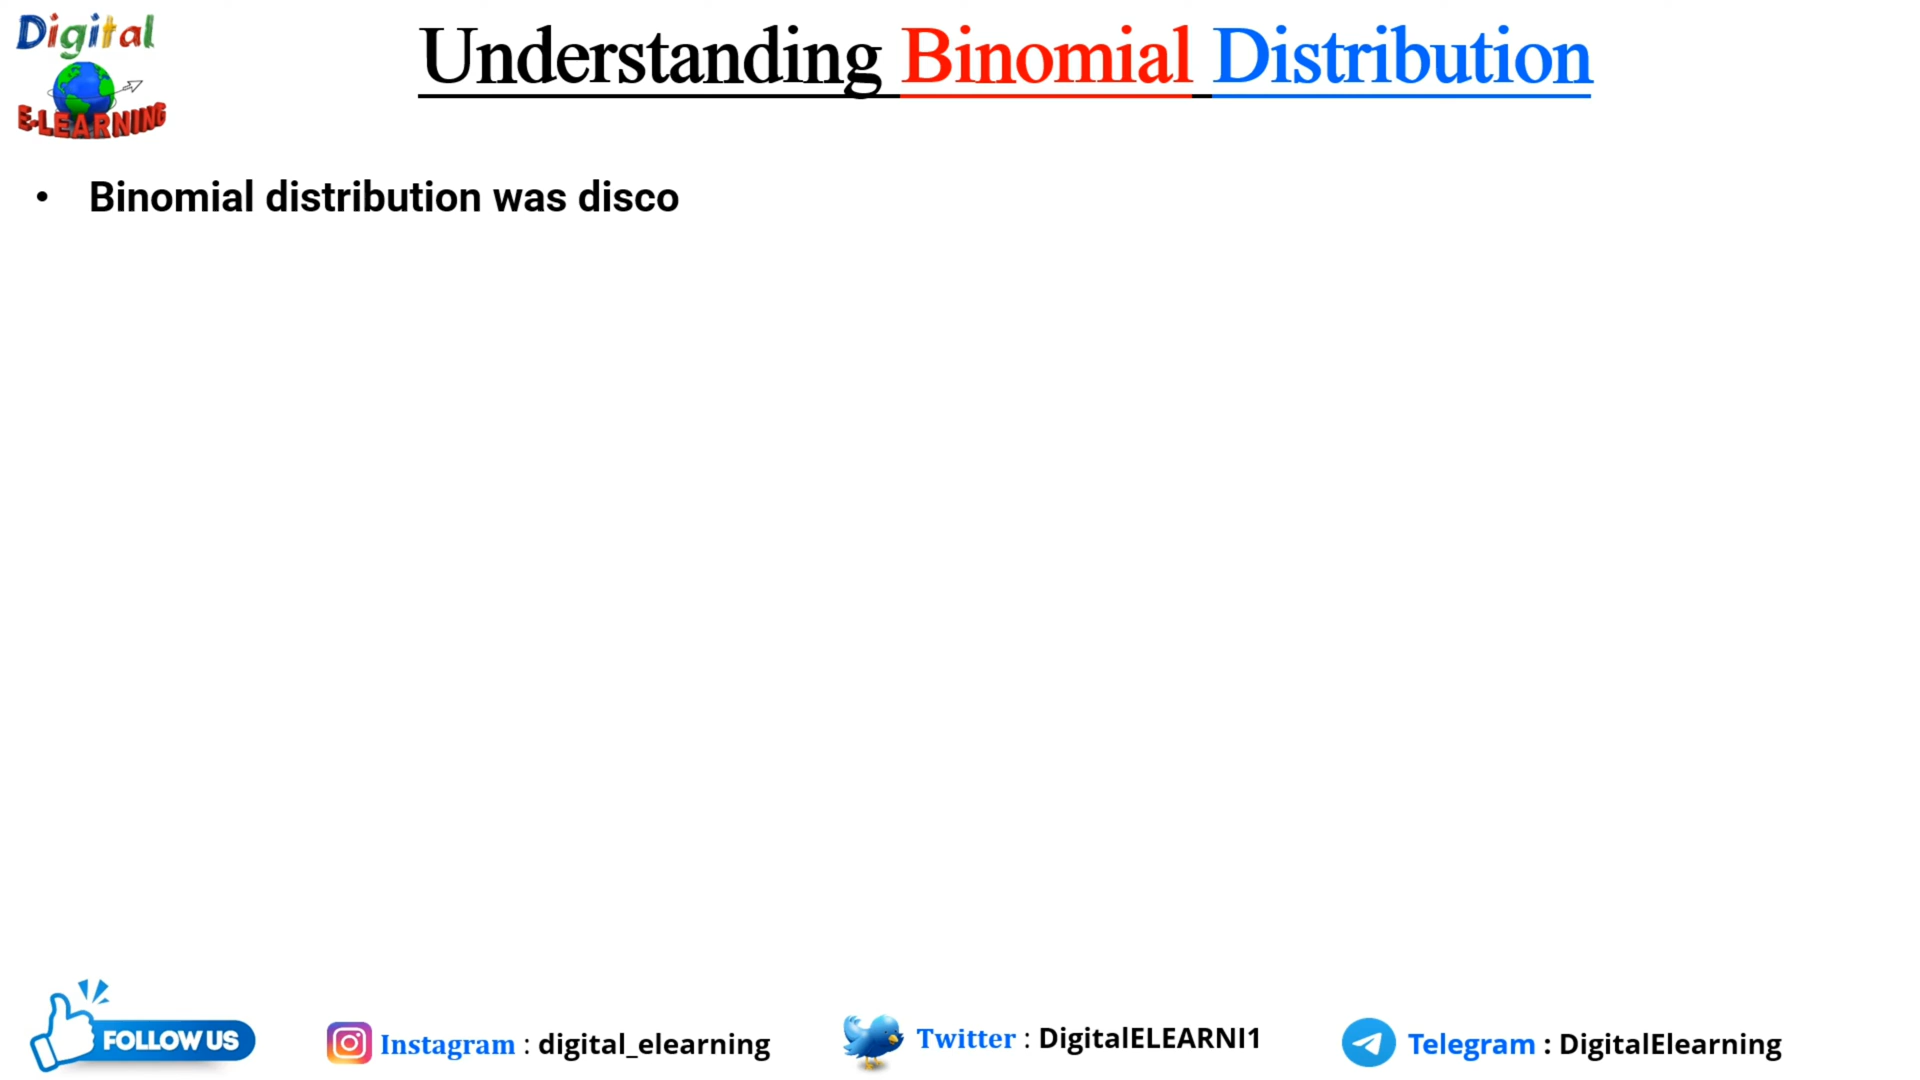 Digital
E-LEARNING
Understanding Binomial Distribution
• Binomial distribution was disco
FOLLOW US
Instagram : digital_elearning
Twitter : DigitalELEARNI1
Telegram : DigitalElearning